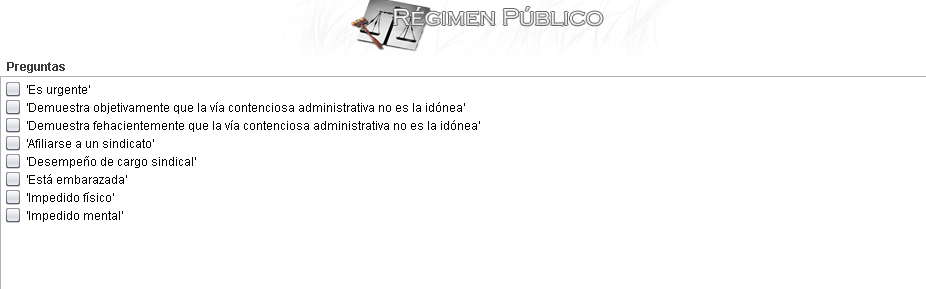 RÉGIMEN PÚBLICO
Preguntas
'Es urgente'
'Demuestra objetivamente que la vía contenciosa administrativa no es la idónea'
'Demuestra fehacientemente que la vía contenciosa administrativa no es la idónea'
'Afiliarse a un sindicato'
'Desempeño de cargo sindical'
'Está embarazada'
'Impedido físico'
'Impedido mental'